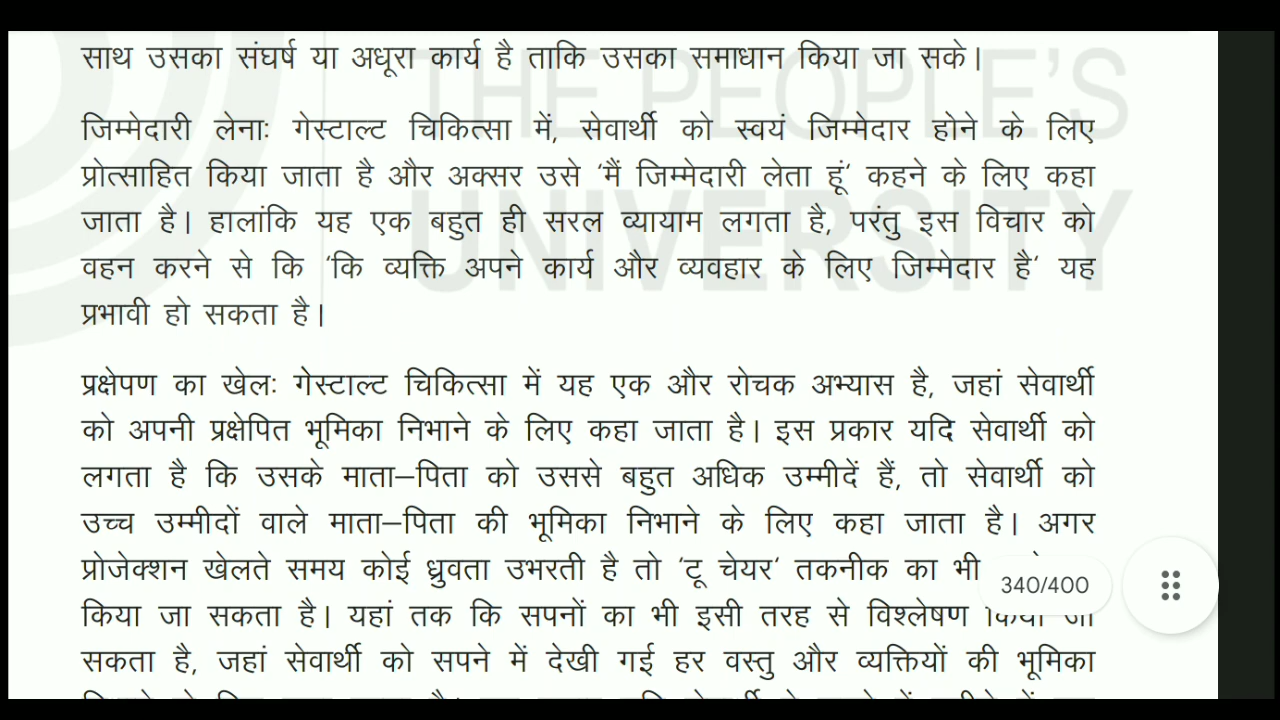 साथ उसका संघर्ष या अधूरा कार्य है ताकि उसका समाधान किया जा सके।
जिम्मेदारी लेनाः गेस्टाल्ट चिकित्सा में, सेवार्थी को स्वयं जिम्मेदार होने के लिए
प्रोत्साहित किया जाता है और अक्सर उसे ‘मैं जिम्मेदारी लेता हूं‘ कहने के लिए कहा
जाता है। हालांकि यह एक बहुत ही सरल व्यायाम लगता है, परंतु इस विचार को
वहन करने से कि ‘कि व्यक्ति अपने कार्य और व्यवहार के लिए जिम्मेदार है‘ यह
प्रभावी हो सकता है।
प्रक्षेपण का खेलः गेस्टाल्ट चिकित्सा में यह एक और रोचक अभ्यास है, जहां सेवार्थी
को अपनी प्रक्षेपित भूमिका निभाने के लिए कहा जाता है। इस प्रकार यदि सेवार्थी को
लगता है कि उसके माता–पिता को उससे बहुत अधिक उम्मीदें हैं, तो सेवार्थी को
उच्च उम्मीदों वाले माता–पिता की भूमिका निभाने के लिए कहा जाता है। अगर
प्रोजेक्शन खेलते समय कोई ध्रुवता उभरती है तो ‘टू चेयर‘ तकनीक का भी
किया जा सकता है। यहां तक कि सपनों का भी इसी तरह से विश्लेषण किया जा
सकता है, जहां सेवार्थी को सपने में देखी गई हर वस्तु और व्यक्तियों की भूमिका
340/400
THE PEOPLE’S
UNIVERSITY